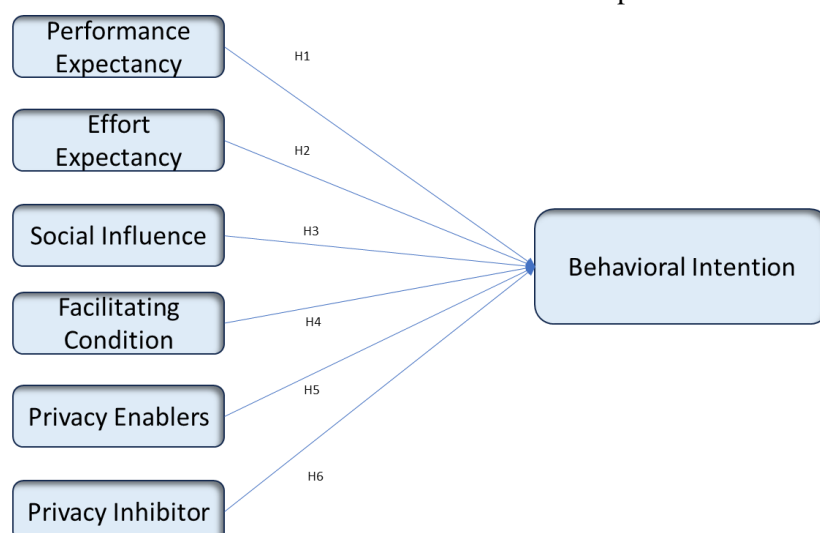 Performance
Expectancy
H1
Effort
Expectancy
H2
Social Influence
H3
Behavioral Intention
Facilitating
Condition
H4
Privacy Enablers
H5
Privacy Inhibitor
H6